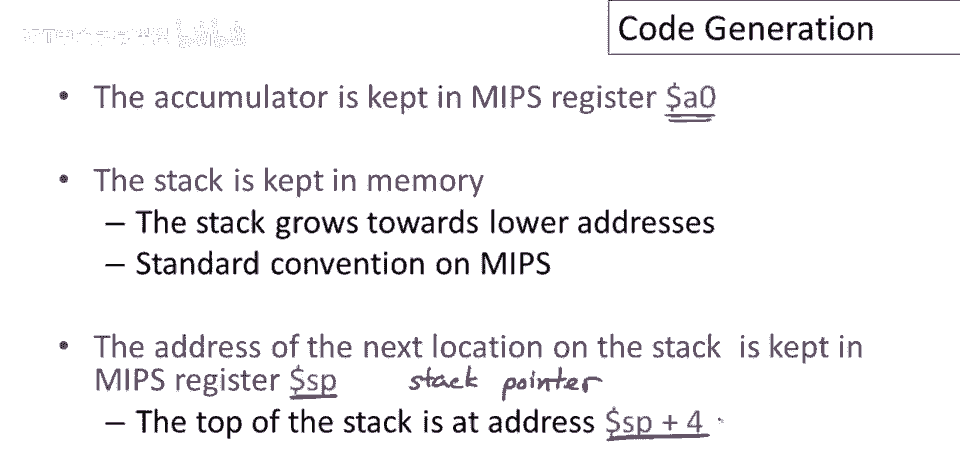 Code Generation
• The accumulator is kept in MIPS register $a0
• The stack is kept in memory
– The stack grows towards lower addresses
– Standard convention on MIPS
• The address of the next location on the stack is kept in
MIPS register $sp stack pointer
– The top of the stack is at address $sp + 4